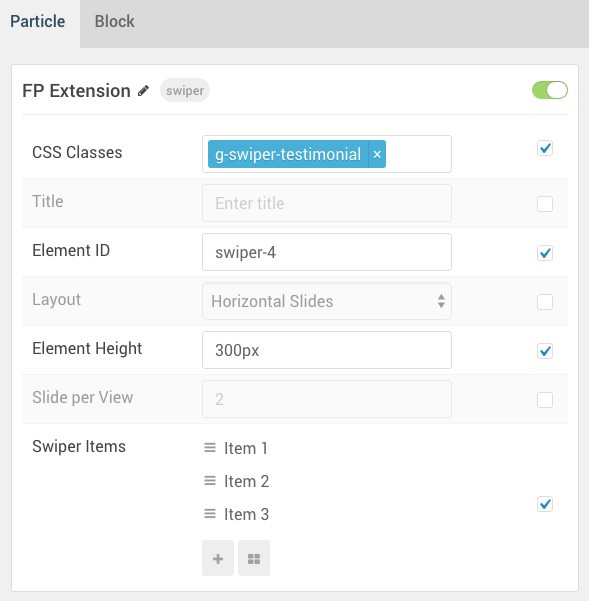 Particle Block
FP Extension swiper
CSS Classes g-swiper-testimonial ×
Title Enter title
Element ID swiper-4
Layout Horizontal Slides
Element Height 300px
Slide per View 2
Swiper Items Item 1
Item 2
Item 3
+